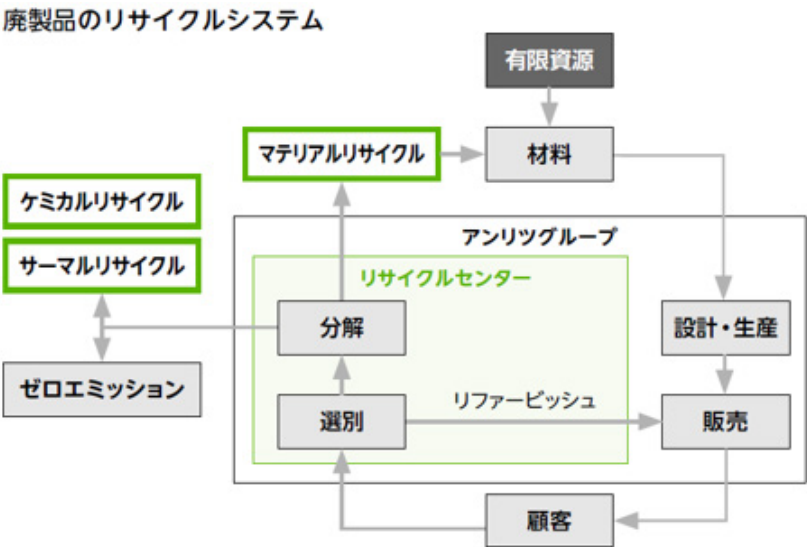 廃製品のリサイクルシステム
有限資源
マテリアルリサイクル
材料
ケミカルリサイクル
サーマルリサイクル
アンリツグループ
リサイクルセンター
分解
設計・生産
ゼロエミッション
選別
リファービッシュ
販売
顧客